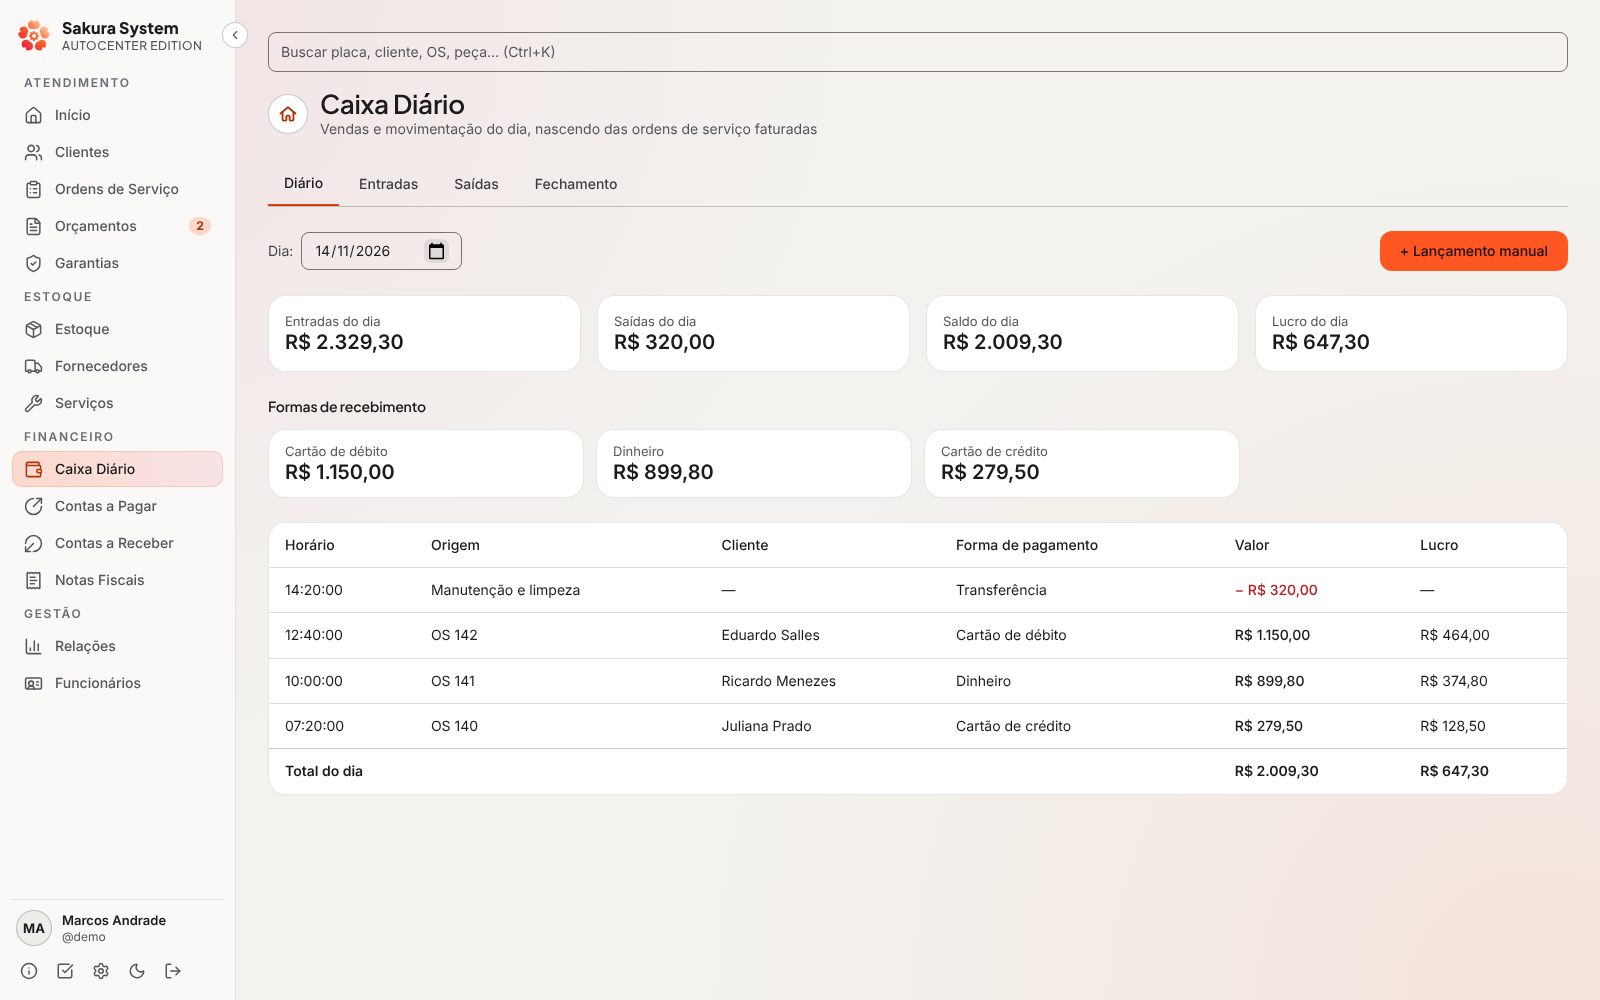 Sakura System
AUTOCENTER EDITION
ATENDIMENTO
Início
Clientes
Ordens de Serviço
Orçamentos 2
Garantias
ESTOQUE
Estoque
Fornecedores
Serviços
FINANCEIRO
Caixa Diário
Contas a Pagar
Contas a Receber
Notas Fiscais
GESTÃO
Relações
Funcionários
MA
Marcos Andrade
@demo
Buscar placa, cliente, OS, peça... (Ctrl+K)
Caixa Diário
Vendas e movimentação do dia, nascendo das ordens de serviço faturadas
Diário Entradas Saídas Fechamento
Dia: 14/11/2026 + Lançamento manual
Entradas do dia
R$ 2.329,30
Saídas do dia
R$ 320,00
Saldo do dia
R$ 2.009,30
Lucro do dia
R$ 647,30
Formas de recebimento
Cartão de débito
R$ 1.150,00
Dinheiro
R$ 899,80
Cartão de crédito
R$ 279,50
Horário Origem Cliente Forma de pagamento Valor Lucro
14:20:00 Manutenção e limpeza — Transferência − R$ 320,00 —
12:40:00 OS 142 Eduardo Salles Cartão de débito R$ 1.150,00 R$ 464,00
10:00:00 OS 141 Ricardo Menezes Dinheiro R$ 899,80 R$ 374,80
07:20:00 OS 140 Juliana Prado Cartão de crédito R$ 279,50 R$ 128,50
Total do dia R$ 2.009,30 R$ 647,30